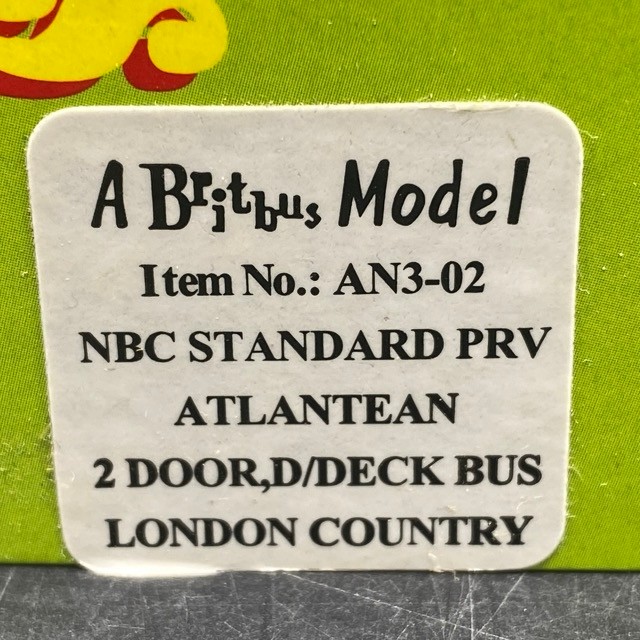 A Britbus Model
Item No.: AN3-02
NBC STANDARD PRV
ATLANTEAN
2 DOOR,D/DECK BUS
LONDON COUNTRY